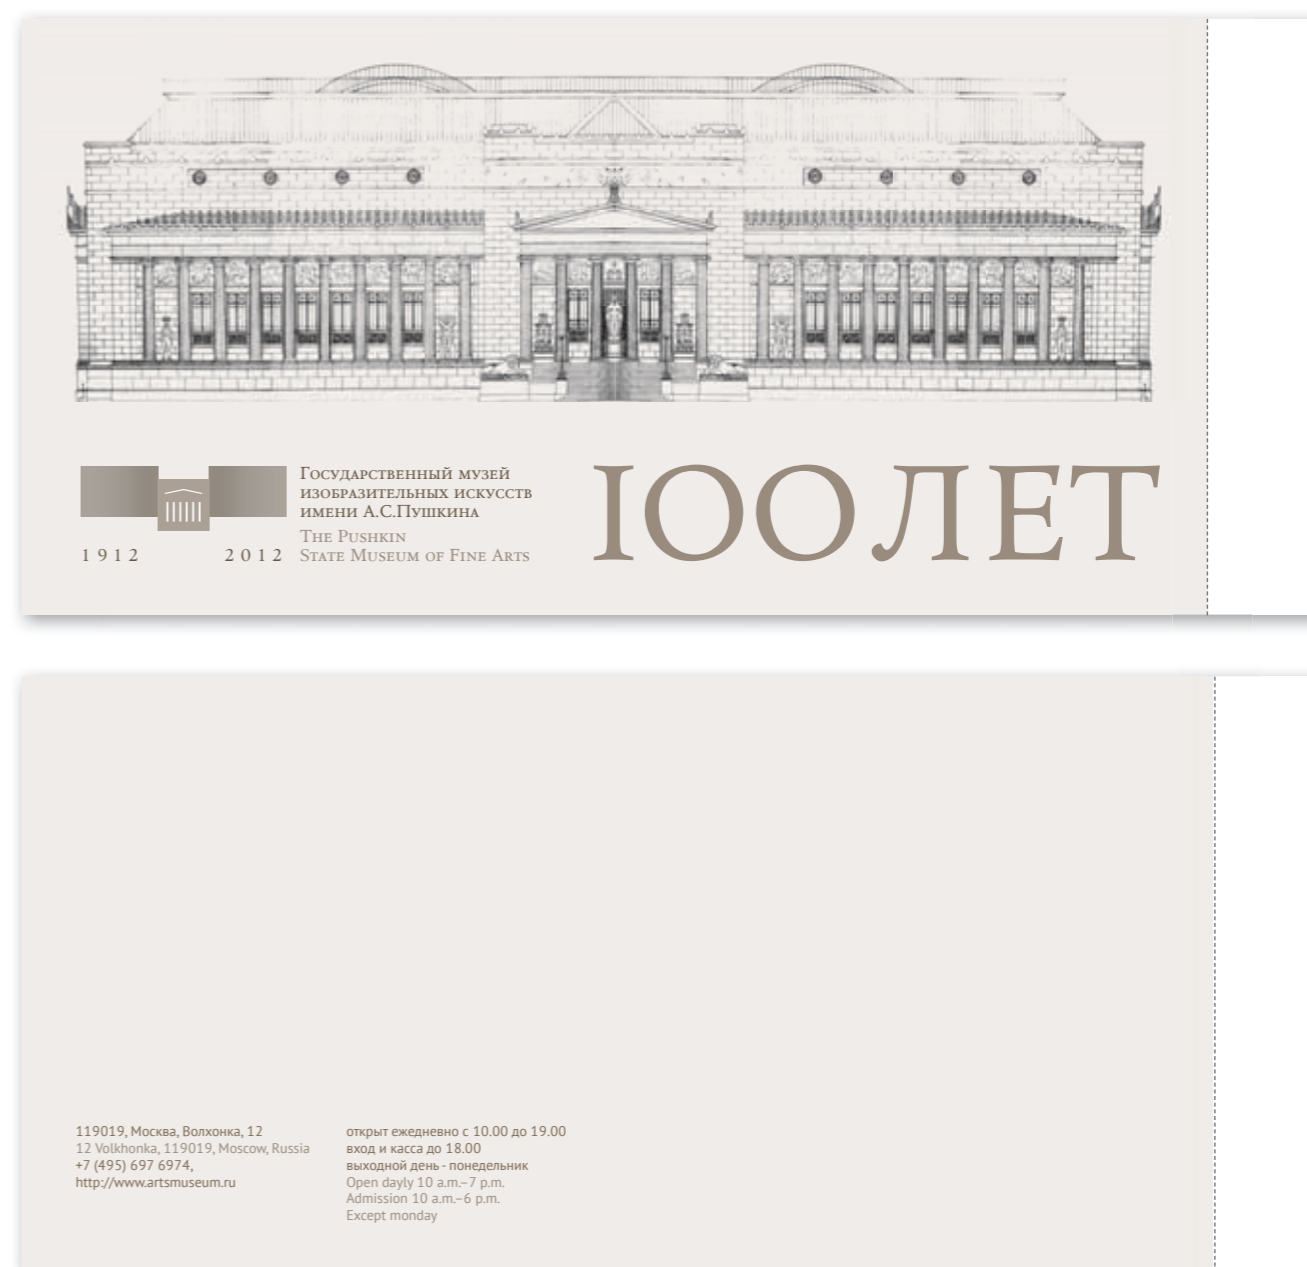 Государственный музей
изобразительных искусств
имени А.С.Пушкина
The Pushkin
State Museum of Fine Arts
1912 2012
100 ЛЕТ
119019, Москва, Волхонка, 12
12 Volkhonka, 119019, Moscow, Russia
+7 (495) 697 6974,
http://www.artsmuseum.ru
открыт ежедневно с 10.00 до 19.00
вход и касса до 18.00
выходной день - понедельник
Open dayly 10 a.m.–7 p.m.
Admission 10 a.m.–6 p.m.
Except monday